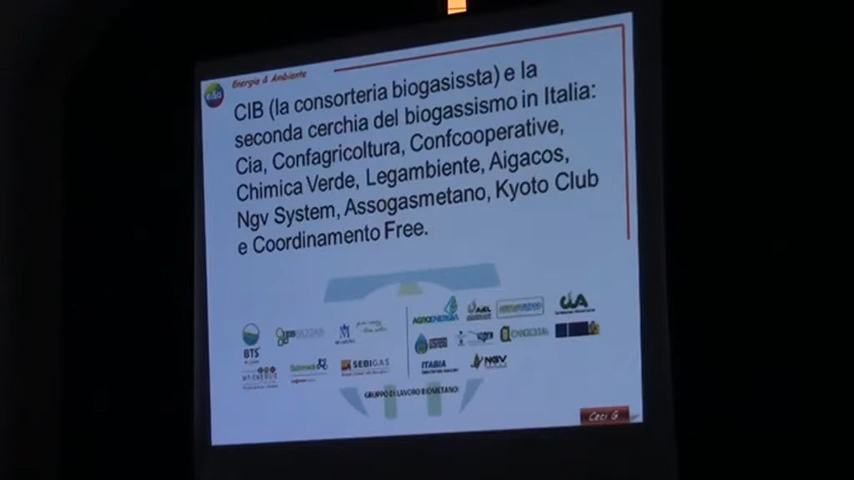 Energia & Ambiente
CIB (la consorteria biogasissta) e la
seconda cerchia del biogassismo in Italia:
Cia, Confagricoltura, Confcooperative,
Chimica Verde, Legambiente, Aigacos,
Ngv System, Assogasmetano, Kyoto Club
e Coordinamento Free.
BTS
AGROENERGIA
AIEL
CIA
SEBIGAS
ITABIA
NGV
GRUPPO DI LAVORO BIOMETANO
Ceci G